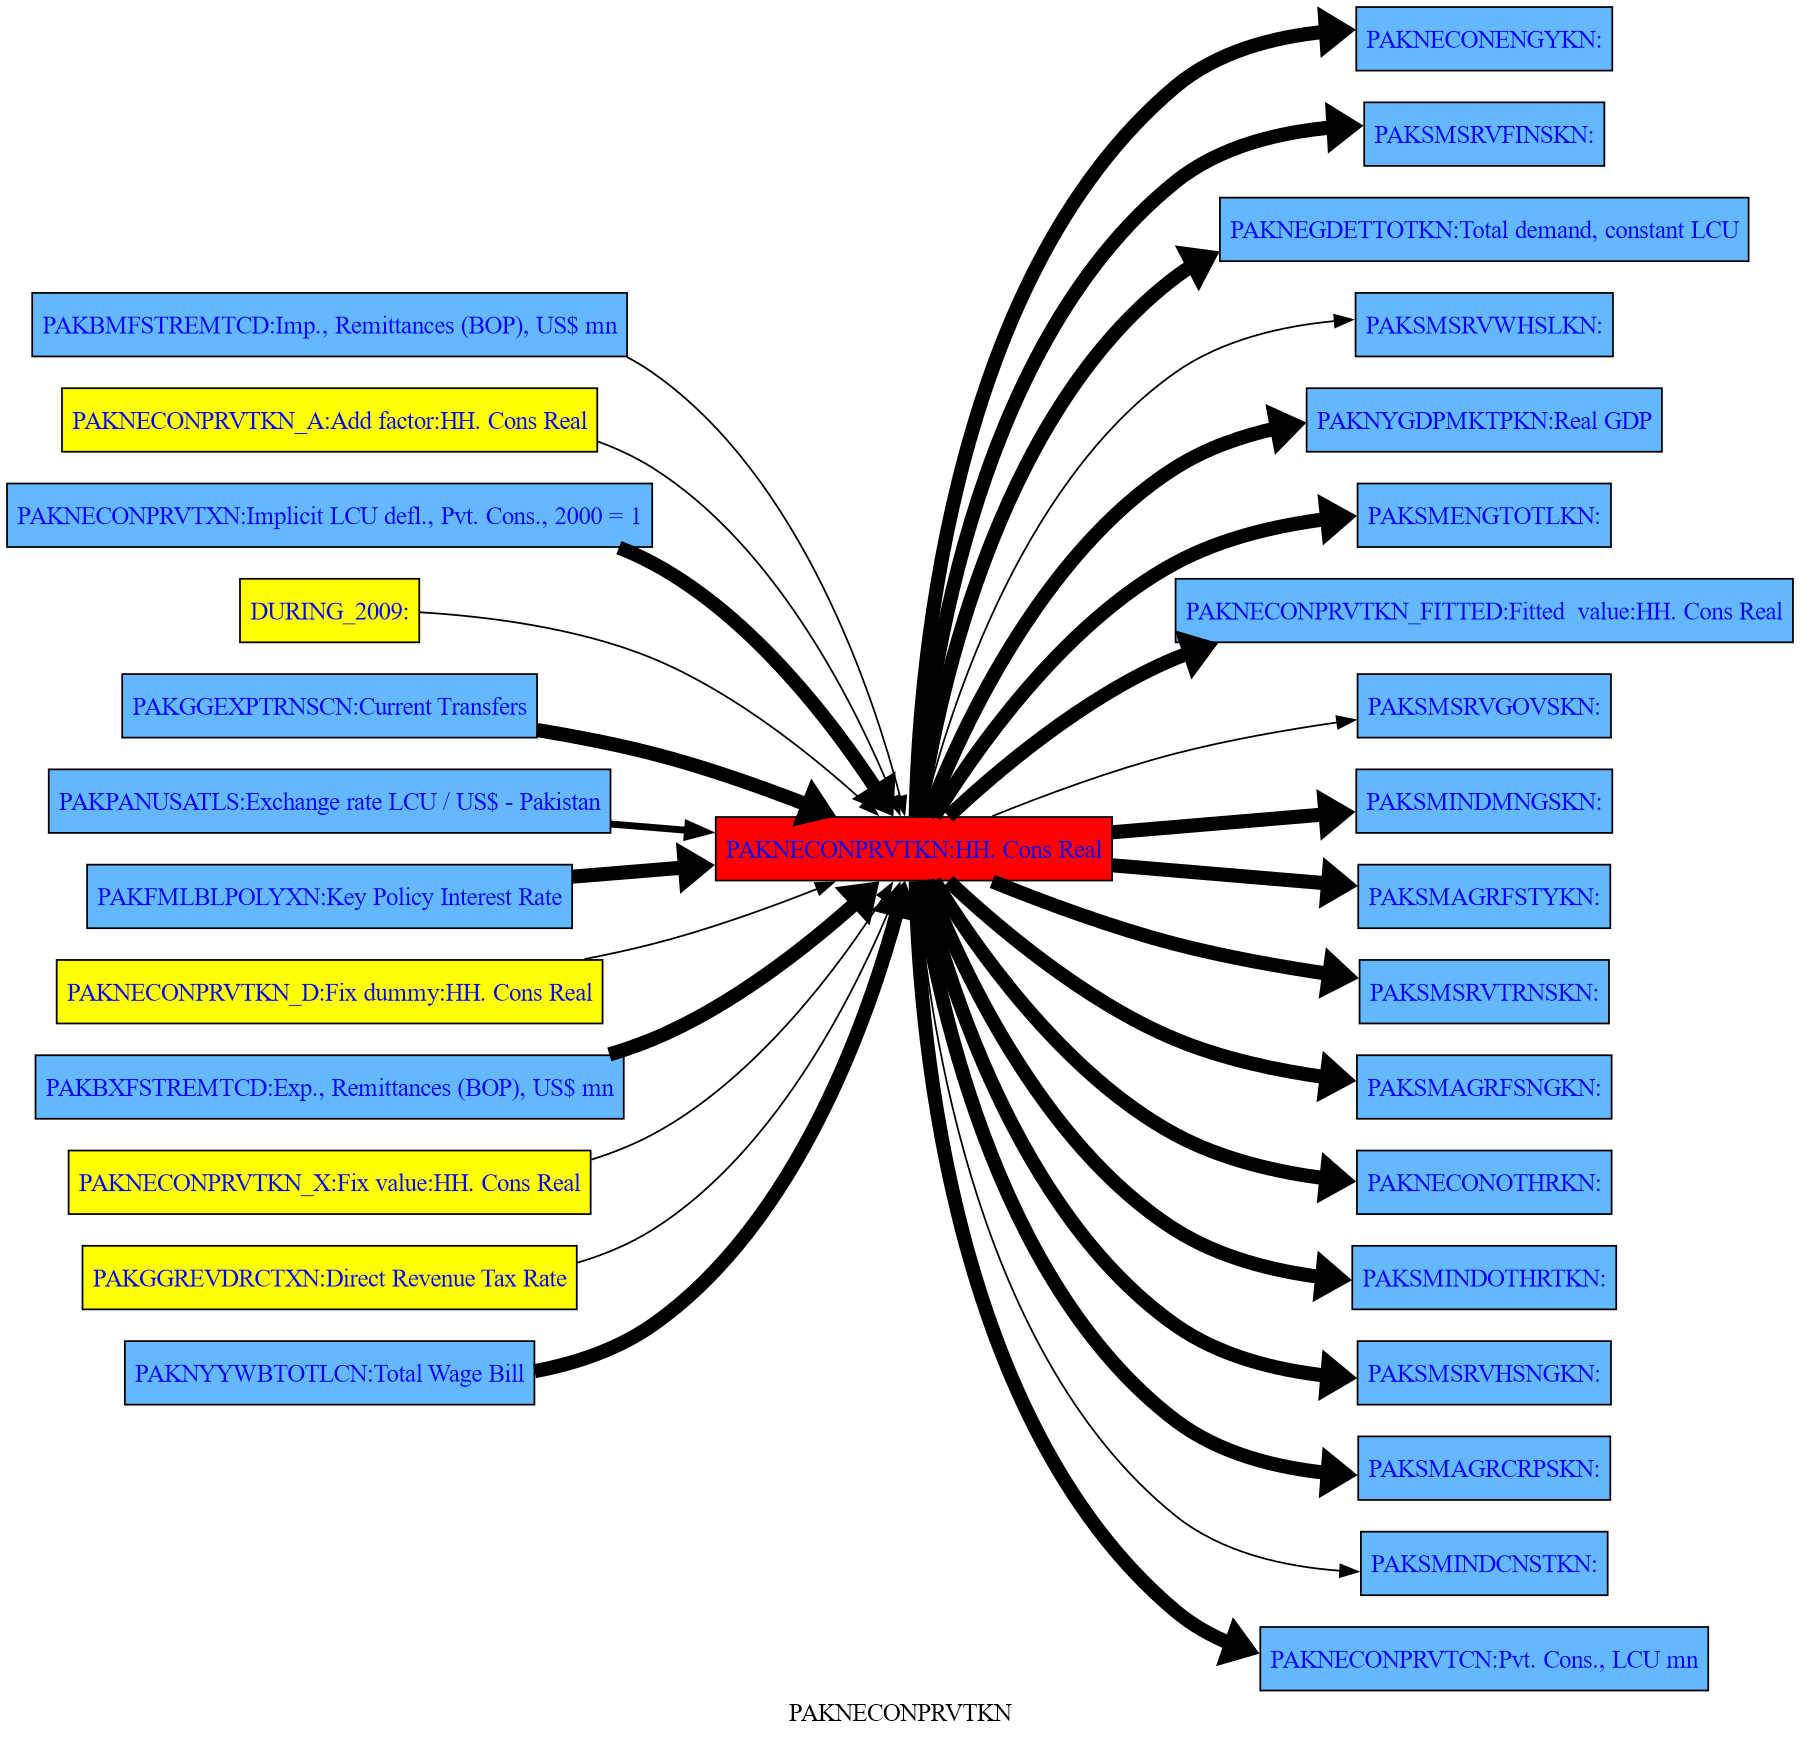 PAKNECONENGYKN:
PAKSMSRVFINSKN:
PAKNEGDETTOTKN:Total demand, constant LCU
PAKBMFSTREMTCD:Imp., Remittances (BOP), US$ mn
PAKSMSRVWHSLKN:
PAKNECONPRVTKN_A:Add factor:HH. Cons Real
PAKNYGDPMKTPKN:Real GDP
PAKNECONPRVTXN:Implicit LCU defl., Pvt. Cons., 2000 = 1
PAKSMENGTOTLKN:
DURING_2009:
PAKNECONPRVTKN_FITTED:Fitted  value:HH. Cons Real
PAKGGEXPTRNSCN:Current Transfers
PAKSMSRVGOVSKN:
PAKPANUSATLS:Exchange rate LCU / US$ - Pakistan
PAKSMINDMNGSKN:
PAKNECONPRVTKN:HH. Cons Real
PAKFMLBLPOLYXN:Key Policy Interest Rate
PAKSMAGRFSTYKN:
PAKNECONPRVTKN_D:Fix dummy:HH. Cons Real
PAKSMSRVTRNSKN:
PAKBXFSTREMTCD:Exp., Remittances (BOP), US$ mn
PAKSMAGRFSNGKN:
PAKNECONPRVTKN_X:Fix value:HH. Cons Real
PAKNECONOTHRKN:
PAKGGREVDRCTXN:Direct Revenue Tax Rate
PAKSMINDOTHRTKN:
PAKNYYWBTOTLCN:Total Wage Bill
PAKSMSRVHSNGKN:
PAKSMAGRCRPSKN:
PAKSMINDCNSTKN:
PAKNECONPRVTCN:Pvt. Cons., LCU mn
PAKNECONPRVTKN